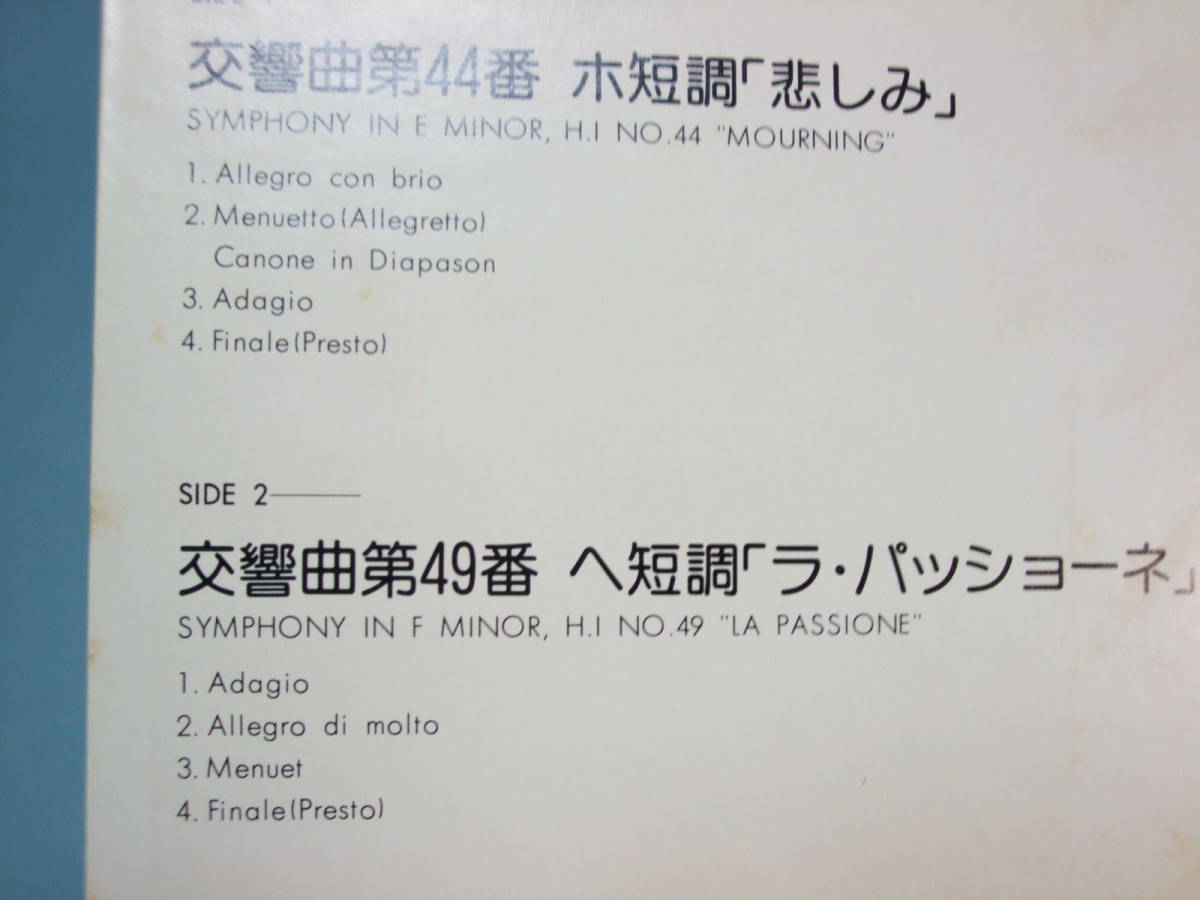 交響曲第44番 ホ短調「悲しみ」
SYMPHONY IN E MINOR, H.I NO.44 "MOURNING"
1. Allegro con brio
2. Menuetto(Allegretto)
Canone in Diapason
3. Adagio
4. Finale(Presto)
SIDE 2
交響曲第49番 ヘ短調「ラ・パッショーネ」
SYMPHONY IN F MINOR, H.I NO.49 "LA PASSIONE"
1. Adagio
2. Allegro di molto
3. Menuet
4. Finale(Presto)